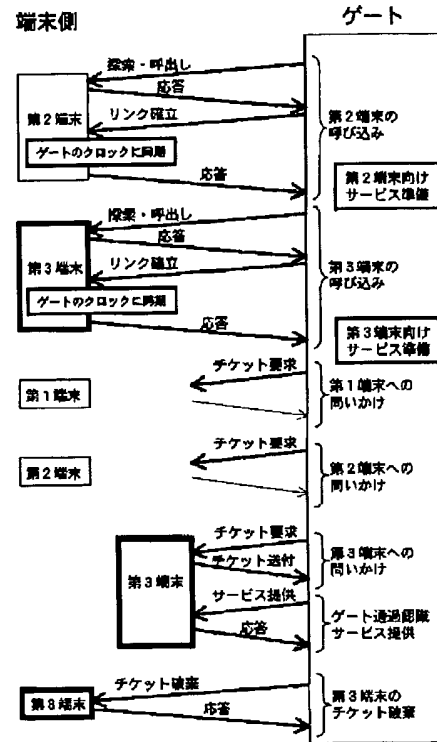 端末側
ゲート
探索・呼出し
応答
第2端末
リンク確立
ゲートのクロックに同期
応答
第2端末の
呼び込み
第2端末向け
サービス準備
探索・呼出し
応答
第3端末
リンク確立
ゲートのクロックに同期
応答
第3端末の
呼び込み
第3端末向け
サービス準備
チケット要求
第1端末
第1端末への
問いかけ
チケット要求
第2端末
第2端末への
問いかけ
チケット要求
第3端末
チケット送付
第3端末への
問いかけ
サービス提供
応答
ゲート通過認識
サービス提供
チケット破棄
第3端末
応答
第3端末の
チケット破棄